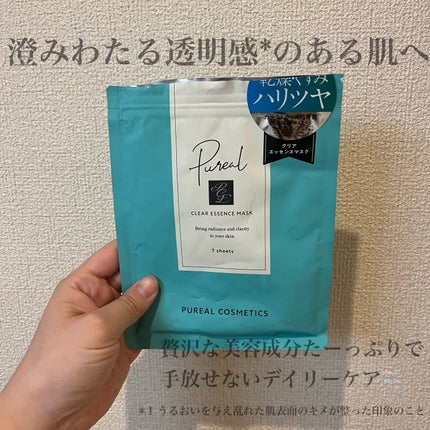 澄みわたる透明感*のある肌へ
乾燥・くすみ
ハリツヤ
クリア
エッセンスマスク
Pureal
CLEAR ESSENCE MASK
Bring radiance and clarity
to your skin
7 sheets
PUREAL COSMETICS
贅沢な美容成分たーっぷりで
手放せないデイリーケア
*1 うるおいを与え乱れた肌表面のキメが整った印象のこと